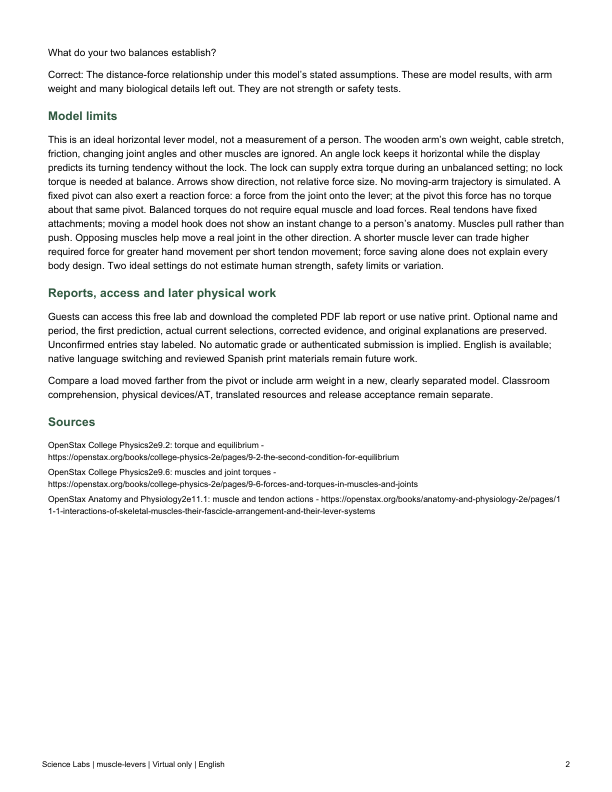 What do your two balances establish?
Correct: The distance-force relationship under this model's stated assumptions. These are model results, with arm
weight and many biological details left out. They are not strength or safety tests.
Model limits
This is an ideal horizontal lever model, not a measurement of a person. The wooden arm's own weight, cable stretch,
friction, changing joint angles and other muscles are ignored. An angle lock keeps it horizontal while the display
predicts its turning tendency without the lock. The lock can supply extra torque during an unbalanced setting; no lock
torque is needed at balance. Arrows show direction, not relative force size. No moving-arm trajectory is simulated. A
fixed pivot can also exert a reaction force: a force from the joint onto the lever; at the pivot this force has no torque
about that same pivot. Balanced torques do not require equal muscle and load forces. Real tendons have fixed
attachments; moving a model hook does not show an instant change to a person's anatomy. Muscles pull rather than
push. Opposing muscles help move a real joint in the other direction. A shorter muscle lever can trade higher
required force for greater hand movement per short tendon movement; force saving alone does not explain every
body design. Two ideal settings do not estimate human strength, safety limits or variation.
Reports, access and later physical work
Guests can access this free lab and download the completed PDF lab report or use native print. Optional name and
period, the first prediction, actual current selections, corrected evidence, and original explanations are preserved.
Unconfirmed entries stay labeled. No automatic grade or authenticated submission is implied. English is available;
native language switching and reviewed Spanish print materials remain future work.
Compare a load moved farther from the pivot or include arm weight in a new, clearly separated model. Classroom
comprehension, physical devices/AT, translated resources and release acceptance remain separate.
Sources
OpenStax College Physics2e9.2: torque and equilibrium -
https://openstax.org/books/college-physics-2e/pages/9-2-the-second-condition-for-equilibrium
OpenStax College Physics2e9.6: muscles and joint torques -
https://openstax.org/books/college-physics-2e/pages/9-6-forces-and-torques-in-muscles-and-joints
OpenStax Anatomy and Physiology2e11.1: muscle and tendon actions - https://openstax.org/books/anatomy-and-physiology-2e/pages/1
1-1-interactions-of-skeletal-muscles-their-fascicle-arrangement-and-their-lever-systems
Science Labs | muscle-levers | Virtual only | English
2